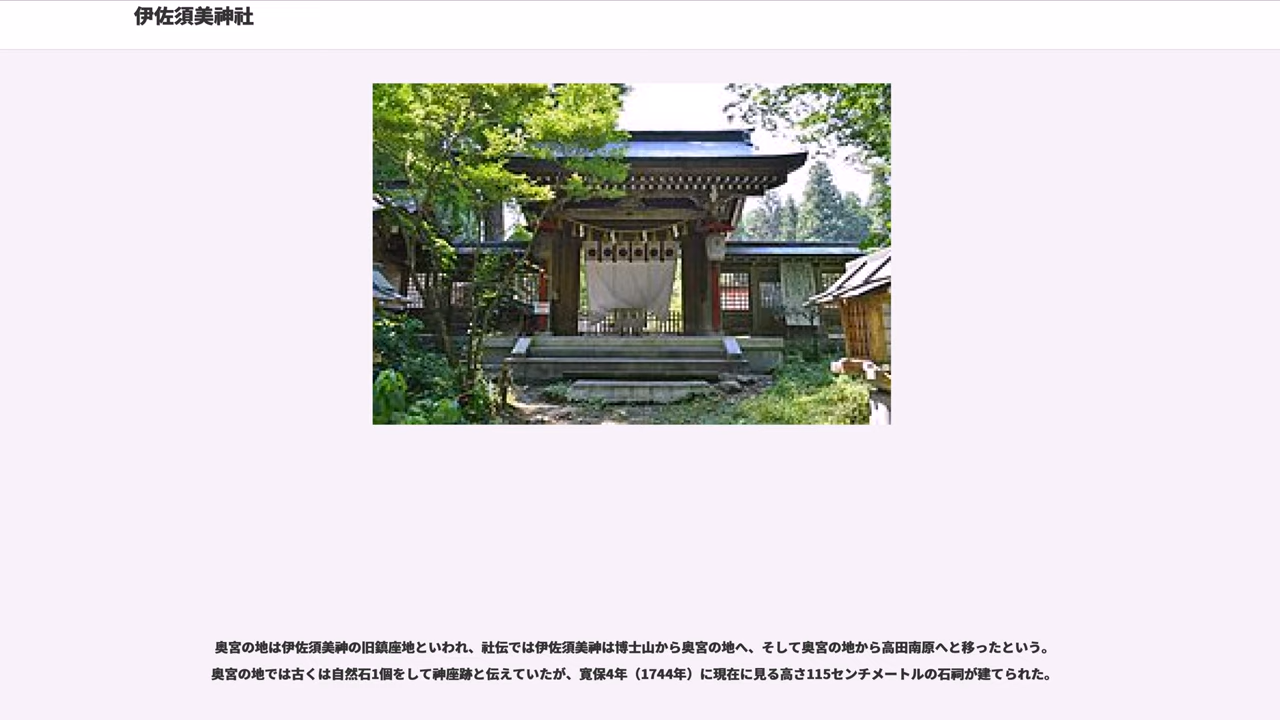 伊佐須美神社
奥宮の地は伊佐須美神の旧鎮座地といわれ、社伝では伊佐須美神は博士山から奥宮の地へ、そして奥宮の地から高田南原へと移ったという。
奥宮の地では古くは自然石1個をして神座跡と伝えていたが、寛保4年（1744年）に現在に見る高さ115センチメートルの石祠が建てられた。